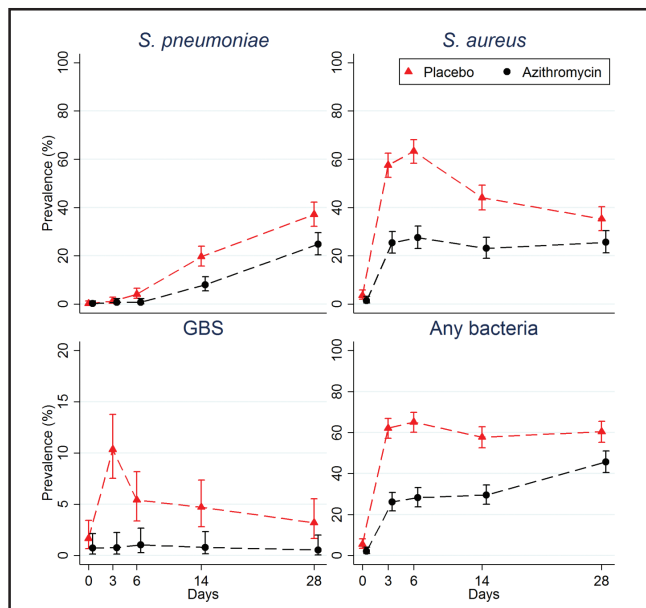 S. pneumoniae
S. aureus
Placebo
Azithromycin
Prevalence (%)
100
80
60
40
20
0
100
80
60
40
20
0
GBS
Any bacteria
Prevalence (%)
20
15
10
5
0
100
80
60
40
20
0
0 3 6 14 28
0 3 6 14 28
Days
Days